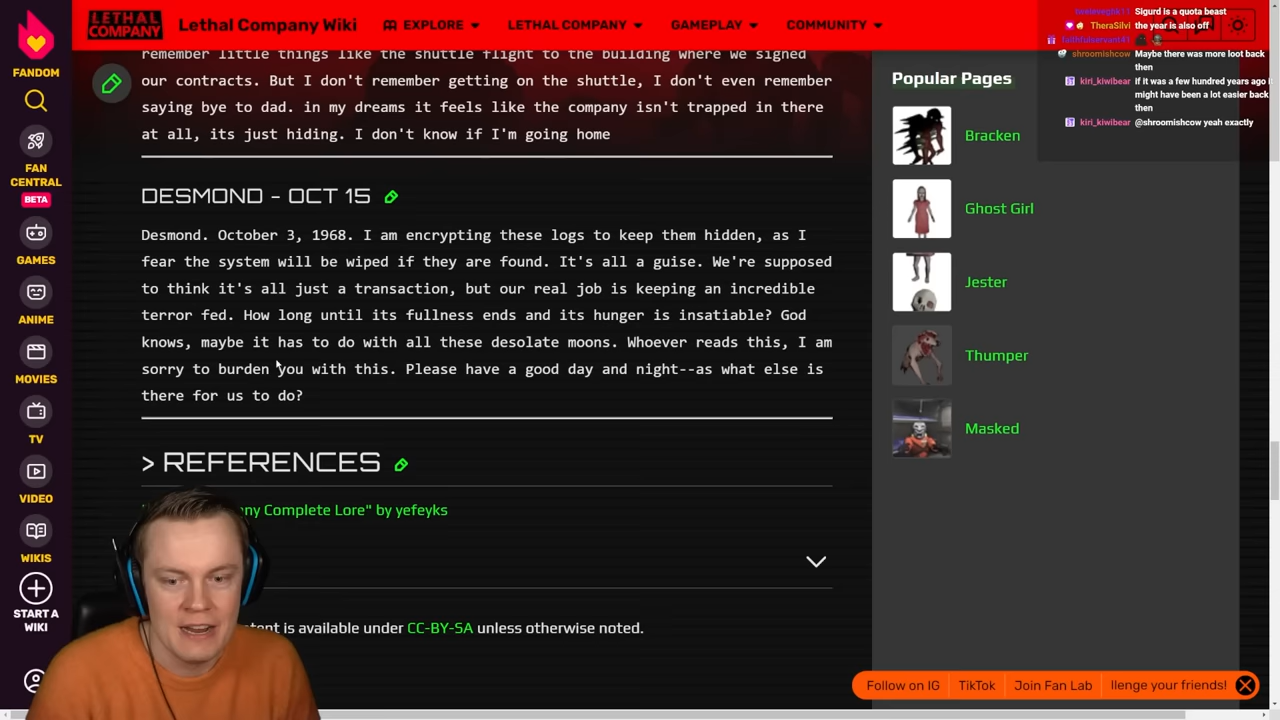 LETHAL
COMPANY
Lethal Company Wiki
EXPLORE
LETHAL COMPANY
GAMEPLAY
COMMUNITY
FANDOM
FAN
CENTRAL
BETA
GAMES
ANIME
MOVIES
TV
VIDEO
WIKIS
START A
WIKI
remember little things like the shuttle flight to the building where we signed
our contracts. But I don't remember getting on the shuttle, I don't even remember
saying bye to dad. in my dreams it feels like the company isn't trapped in there
at all, its just hiding. I don't know if I'm going home
DESMOND - OCT 15
Desmond. October 3, 1968. I am encrypting these logs to keep them hidden, as I
fear the system will be wiped if they are found. It's all a guise. We're supposed
to think it's all just a transaction, but our real job is keeping an incredible
terror fed. How long until its fullness ends and its hunger is insatiable? God
knows, maybe it has to do with all these desolate moons. Whoever reads this, I am
sorry to burden you with this. Please have a good day and night--as what else is
there for us to do?
> REFERENCES
any Complete Lore" by yefeyks
is available under CC-BY-SA unless otherwise noted.
Popular Pages
Bracken
Ghost Girl
Jester
Thumper
Masked
Sigurd is a quota beast
TheraSilvi the year is also off
shroomishcow Maybe there was more loot back
then
kiri_kiwibear if it was a few hundred years ago i
might have been a lot easier back
then
kiri_kiwibear @shroomishcow yeah exactly
Follow on IG
TikTok
Join Fan Lab
llenge your friends!